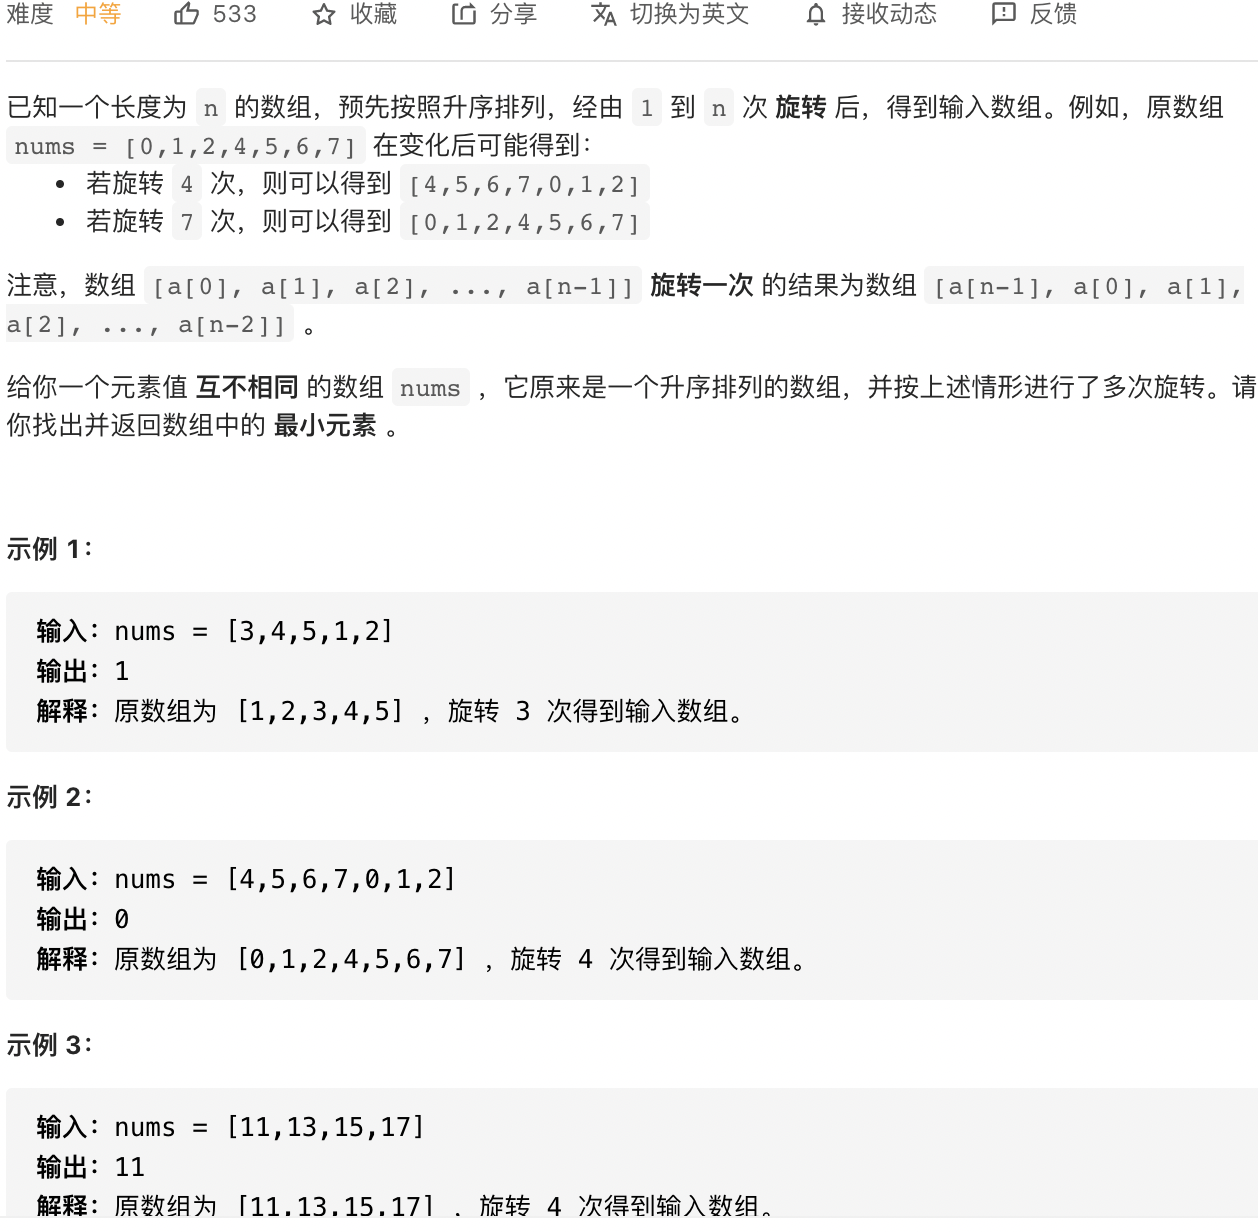 难度 中等 533 收藏 分享 切换为英文 接收动态 反馈
已知一个长度为 n 的数组，预先按照升序排列，经由 1 到 n 次 旋转 后，得到输入数组。例如，原数组
nums = [0,1,2,4,5,6,7] 在变化后可能得到：
• 若旋转 4 次，则可以得到 [4,5,6,7,0,1,2]
• 若旋转 7 次，则可以得到 [0,1,2,4,5,6,7]
注意，数组 [a[0], a[1], a[2], ..., a[n-1]] 旋转一次 的结果为数组 [a[n-1], a[0], a[1],
a[2], ..., a[n-2]] 。
给你一个元素值 互不相同 的数组 nums ，它原来是一个升序排列的数组，并按上述情形进行了多次旋转。请
你找出并返回数组中的 最小元素 。
示例 1：
输入：nums = [3,4,5,1,2]
输出：1
解释：原数组为 [1,2,3,4,5] ，旋转 3 次得到输入数组。
示例 2：
输入：nums = [4,5,6,7,0,1,2]
输出：0
解释：原数组为 [0,1,2,4,5,6,7] ，旋转 4 次得到输入数组。
示例 3：
输入：nums = [11,13,15,17]
输出：11
解释：原数组为 [11,13,15,17] ，旋转 4 次得到输入数组。